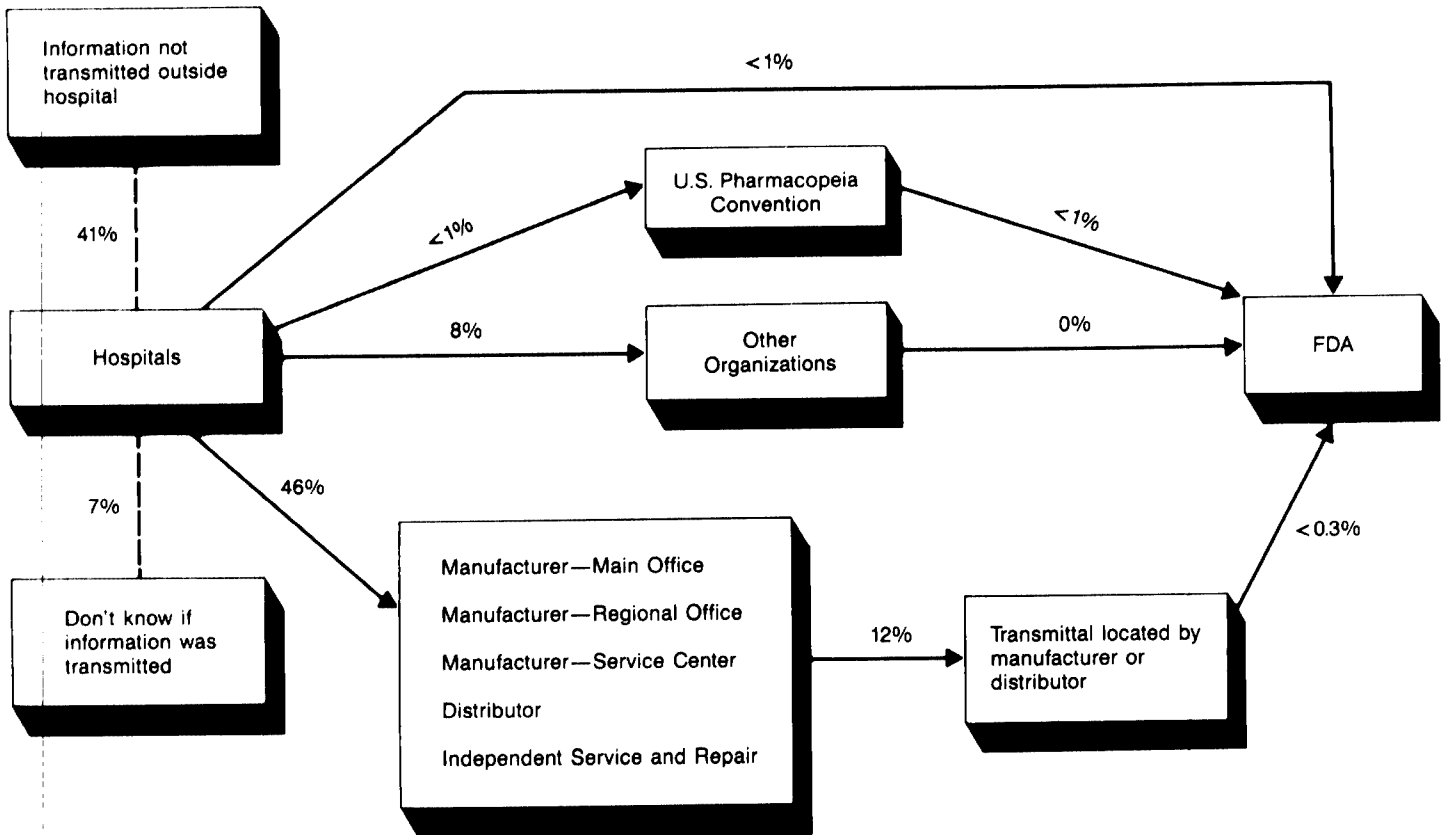 Information not
transmitted outside
hospital
<1%
U.S. Pharmacopeia
Convention
<1%
<1%
41%
Hospitals
8%
Other
Organizations
0%
FDA
7%
46%
<0.3%
Don't know if
information was
transmitted
Manufacturer—Main Office
Manufacturer—Regional Office
Manufacturer—Service Center
Distributor
Independent Service and Repair
12%
Transmittal located by
manufacturer or
distributor